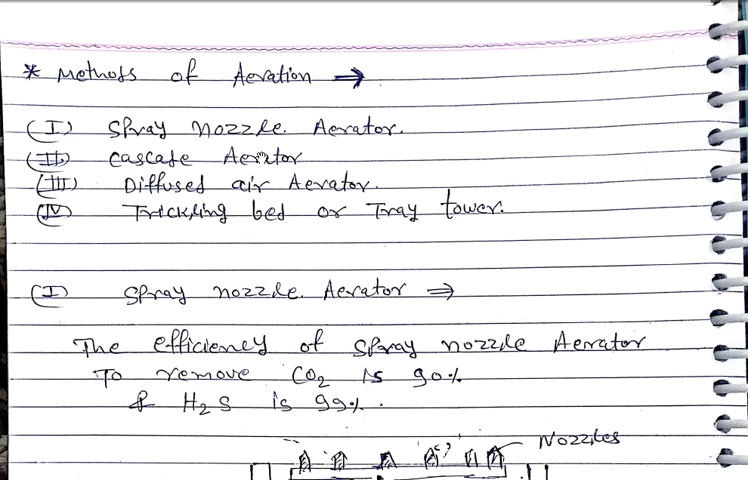 * Methods of Aeration →
(I) Spray nozzle Aerator.
(II) Cascade Aerator
(III) Diffused air Aerator.
(IV) Trickling bed or Tray tower.
(I) Spray nozzle Aerator ⇒
The efficiency of spray nozzle Aerator
To remove CO2 is 90%
& H2S is 99%.
Nozzles